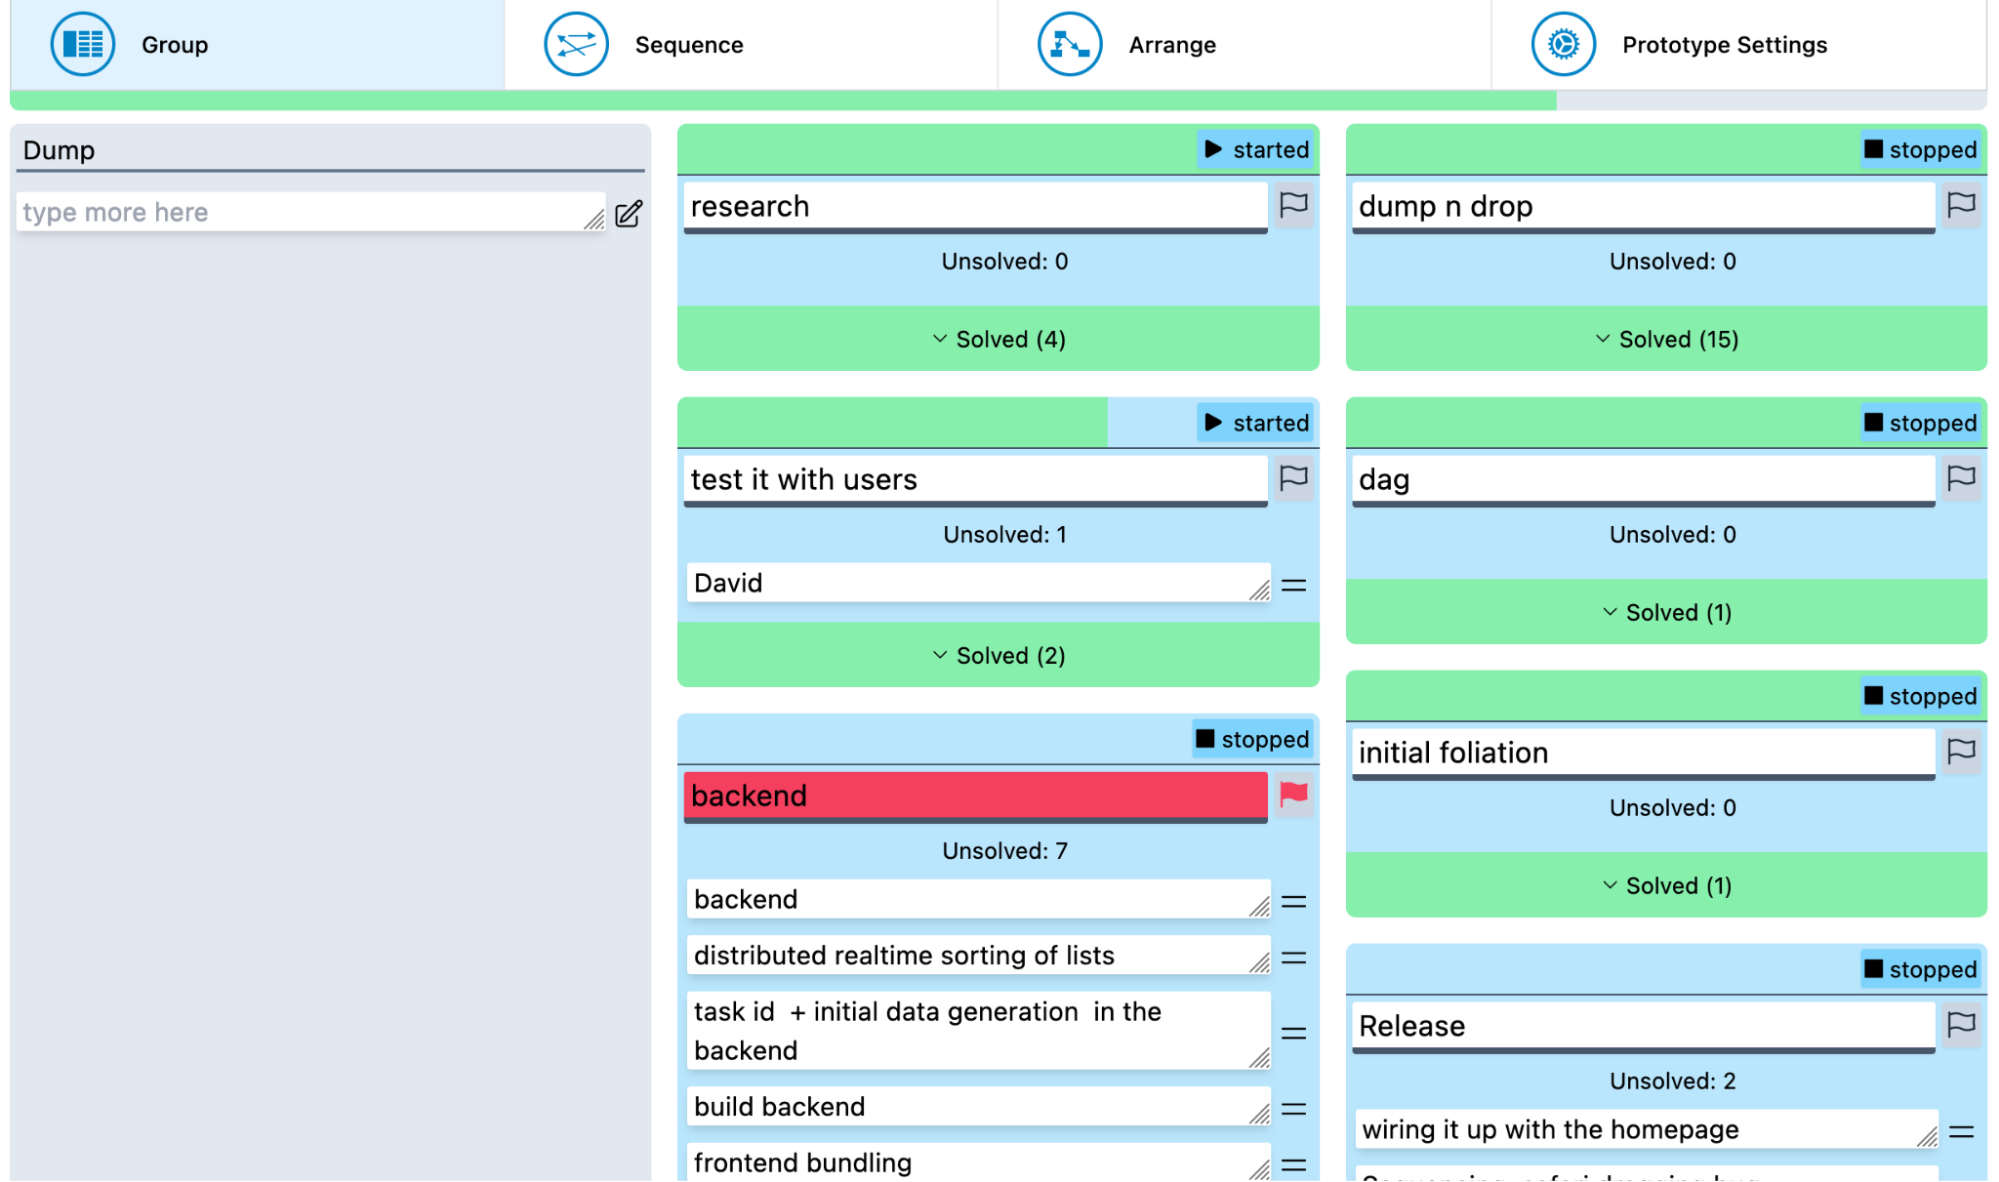 Group
Sequence
Arrange
Prototype Settings
Dump
type more here
started
research
Unsolved: 0
Solved (4)
started
test it with users
Unsolved: 1
David
Solved (2)
stopped
backend
Unsolved: 7
backend
distributed realtime sorting of lists
task id  + initial data generation  in the
backend
build backend
frontend bundling
stopped
dump n drop
Unsolved: 0
Solved (15)
stopped
dag
Unsolved: 0
Solved (1)
stopped
initial foliation
Unsolved: 0
Solved (1)
stopped
Release
Unsolved: 2
wiring it up with the homepage